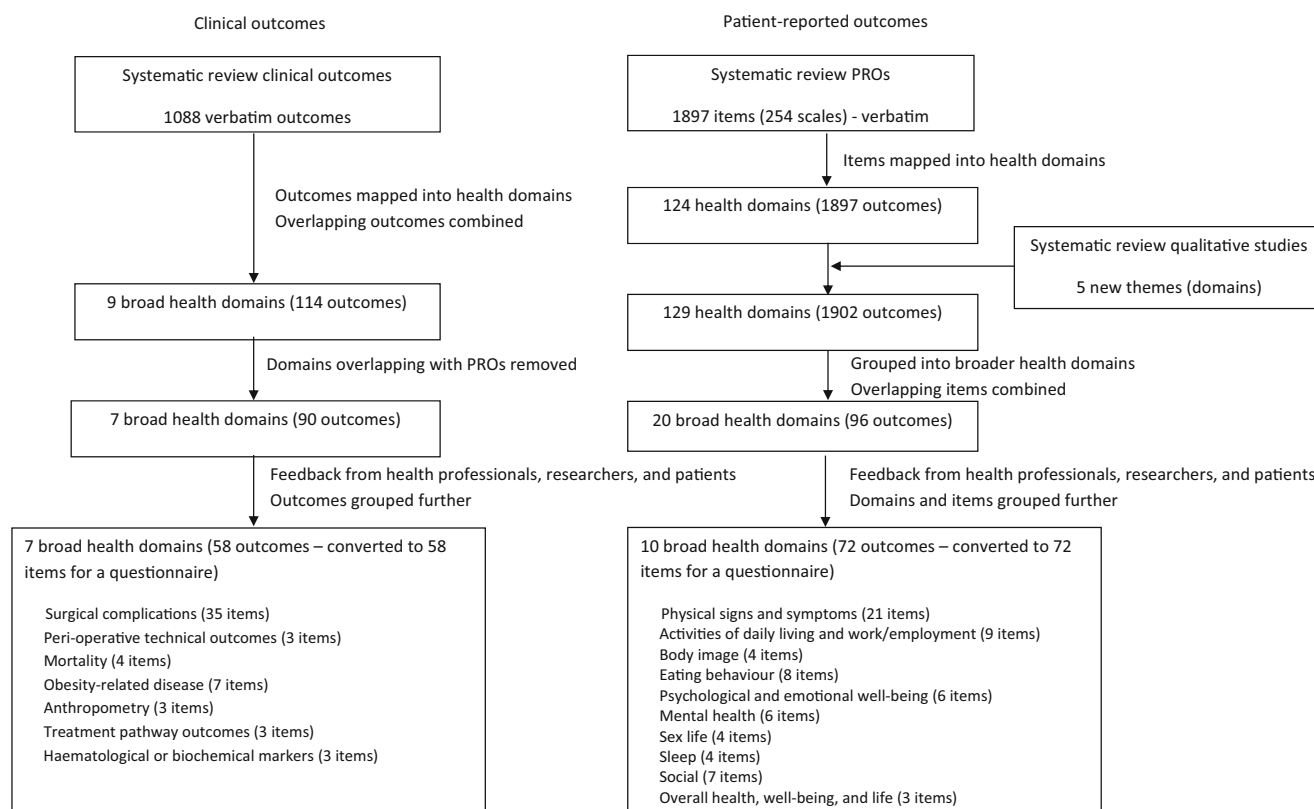 Clinical outcomes
Systematic review clinical outcomes
1088 verbatim outcomes
Outcomes mapped into health domains
Overlapping outcomes combined
9 broad health domains (114 outcomes)
Domains overlapping with PROs removed
7 broad health domains (90 outcomes)
Feedback from health professionals, researchers, and patients
Outcomes grouped further
7 broad health domains (58 outcomes – converted to 58
items for a questionnaire)
Surgical complications (35 items)
Peri-operative technical outcomes (3 items)
Mortality (4 items)
Obesity-related disease (7 items)
Anthropometry (3 items)
Treatment pathway outcomes (3 items)
Haematological or biochemical markers (3 items)
Patient-reported outcomes
Systematic review PROs
1897 items (254 scales) - verbatim
Items mapped into health domains
124 health domains (1897 outcomes)
Systematic review qualitative studies
5 new themes (domains)
129 health domains (1902 outcomes)
Grouped into broader health domains
Overlapping items combined
20 broad health domains (96 outcomes)
Feedback from health professionals, researchers, and patients
Domains and items grouped further
10 broad health domains (72 outcomes – converted to 72
items for a questionnaire)
Physical signs and symptoms (21 items)
Activities of daily living and work/employment (9 items)
Body image (4 items)
Eating behaviour (8 items)
Psychological and emotional well-being (6 items)
Mental health (6 items)
Sex life (4 items)
Sleep (4 items)
Social (7 items)
Overall health, well-being, and life (3 items)